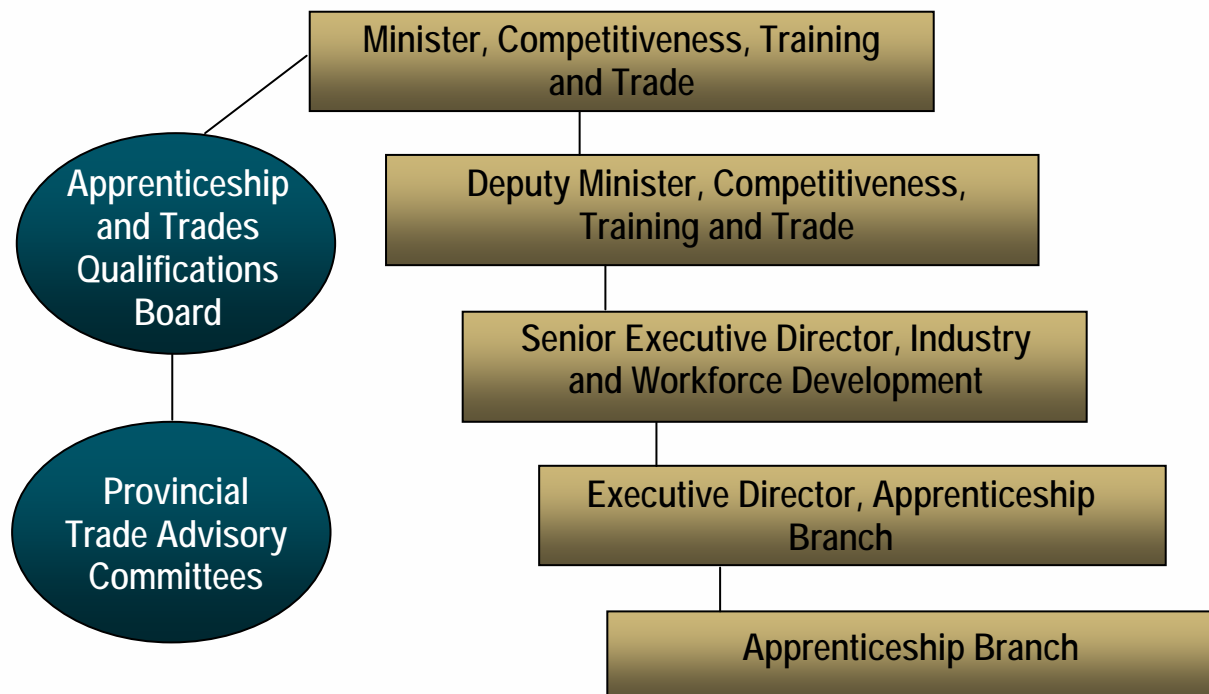 Minister, Competitiveness, Training
and Trade
Apprenticeship
and Trades
Qualifications
Board
Deputy Minister, Competitiveness,
Training and Trade
Senior Executive Director, Industry
and Workforce Development
Provincial
Trade Advisory
Committees
Executive Director, Apprenticeship
Branch
Apprenticeship Branch